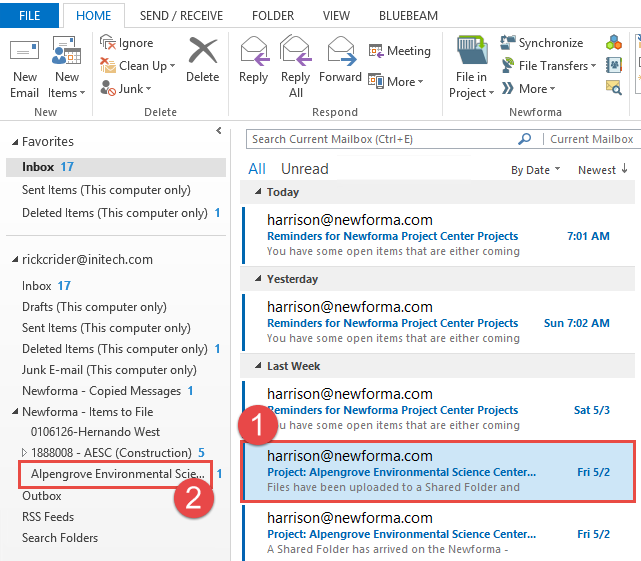 FILE HOME SEND / RECEIVE FOLDER VIEW BLUEBEAM
New Email
New Items
New
Ignore
Clean Up
Junk
Delete
Delete
Reply
Reply All
Forward
Meeting
More
Respond
File in Project
Synchronize
File Transfers
More
Newforma
Favorites
Inbox 17
Sent Items (This computer only)
Deleted Items (This computer only) 1
rickcrider@initech.com
Inbox 17
Drafts (This computer only)
Sent Items (This computer only)
Deleted Items (This computer only) 1
Junk E-mail (This computer only)
Newforma - Copied Messages 1
Newforma - Items to File
0106126-Hernando West
1888008 - AESC (Construction) 5
Alpengrove Environmental Scie... 1
2
Outbox
RSS Feeds
Search Folders
Search Current Mailbox (Ctrl+E) Current Mailbox
All Unread By Date Newest
Today
harrison@newforma.com
Reminders for Newforma Project Center Projects 7:01 AM
You have some open items that are either coming
Yesterday
harrison@newforma.com
Reminders for Newforma Project Center Projects Sun 7:02 AM
You have some open items that are either coming
Last Week
harrison@newforma.com
Reminders for Newforma Project Center Projects Sat 5/3
You have some open items that are either coming
1
harrison@newforma.com
Project: Alpengrove Environmental Science Center... Fri 5/2
Files have been uploaded to a Shared Folder and
harrison@newforma.com
Project: Alpengrove Environmental Science Center... Fri 5/2
A Shared Folder has arrived on the Newforma -